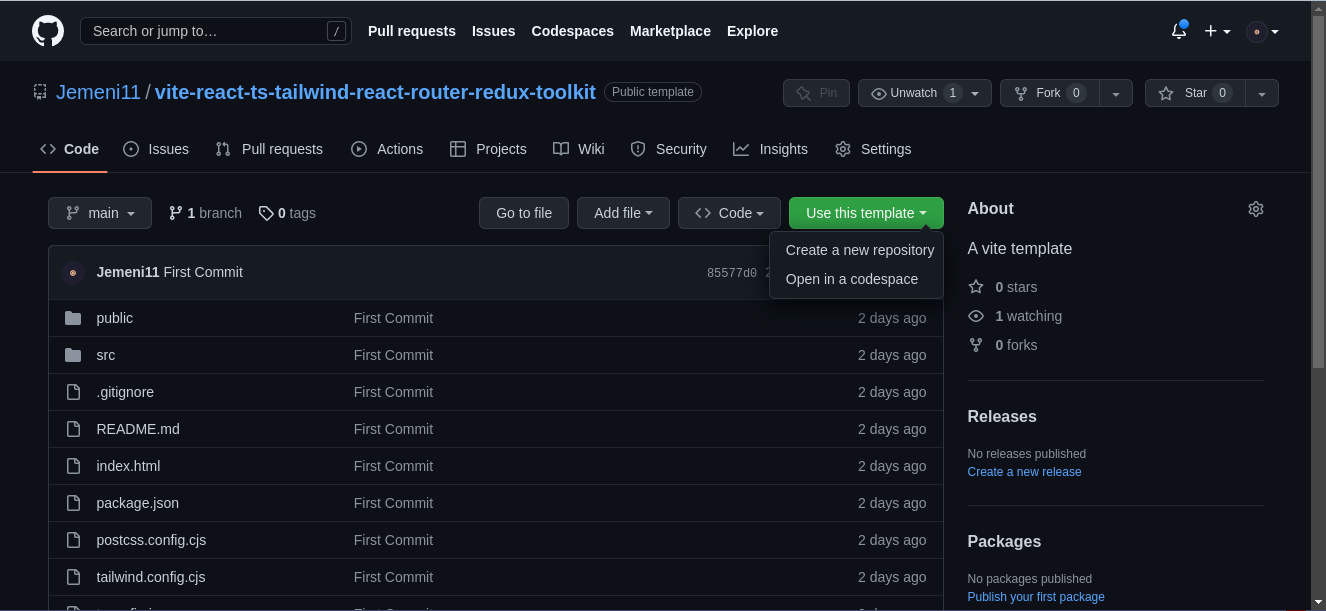 Search or jump to… / Pull requests Issues Codespaces Marketplace Explore
Jemeni11 / vite-react-ts-tailwind-react-router-redux-toolkit Public template Pin Unwatch 1 Fork 0 Star 0
Code Issues Pull requests Actions Projects Wiki Security Insights Settings
main 1 branch 0 tags Go to file Add file Code Use this template
Create a new repository
Open in a codespace
Jemeni11 First Commit 85577d0
public First Commit 2 days ago
src First Commit 2 days ago
.gitignore First Commit 2 days ago
README.md First Commit 2 days ago
index.html First Commit 2 days ago
package.json First Commit 2 days ago
postcss.config.cjs First Commit 2 days ago
tailwind.config.cjs First Commit 2 days ago
About
A vite template
0 stars
1 watching
0 forks
Releases
No releases published
Create a new release
Packages
No packages published
Publish your first package